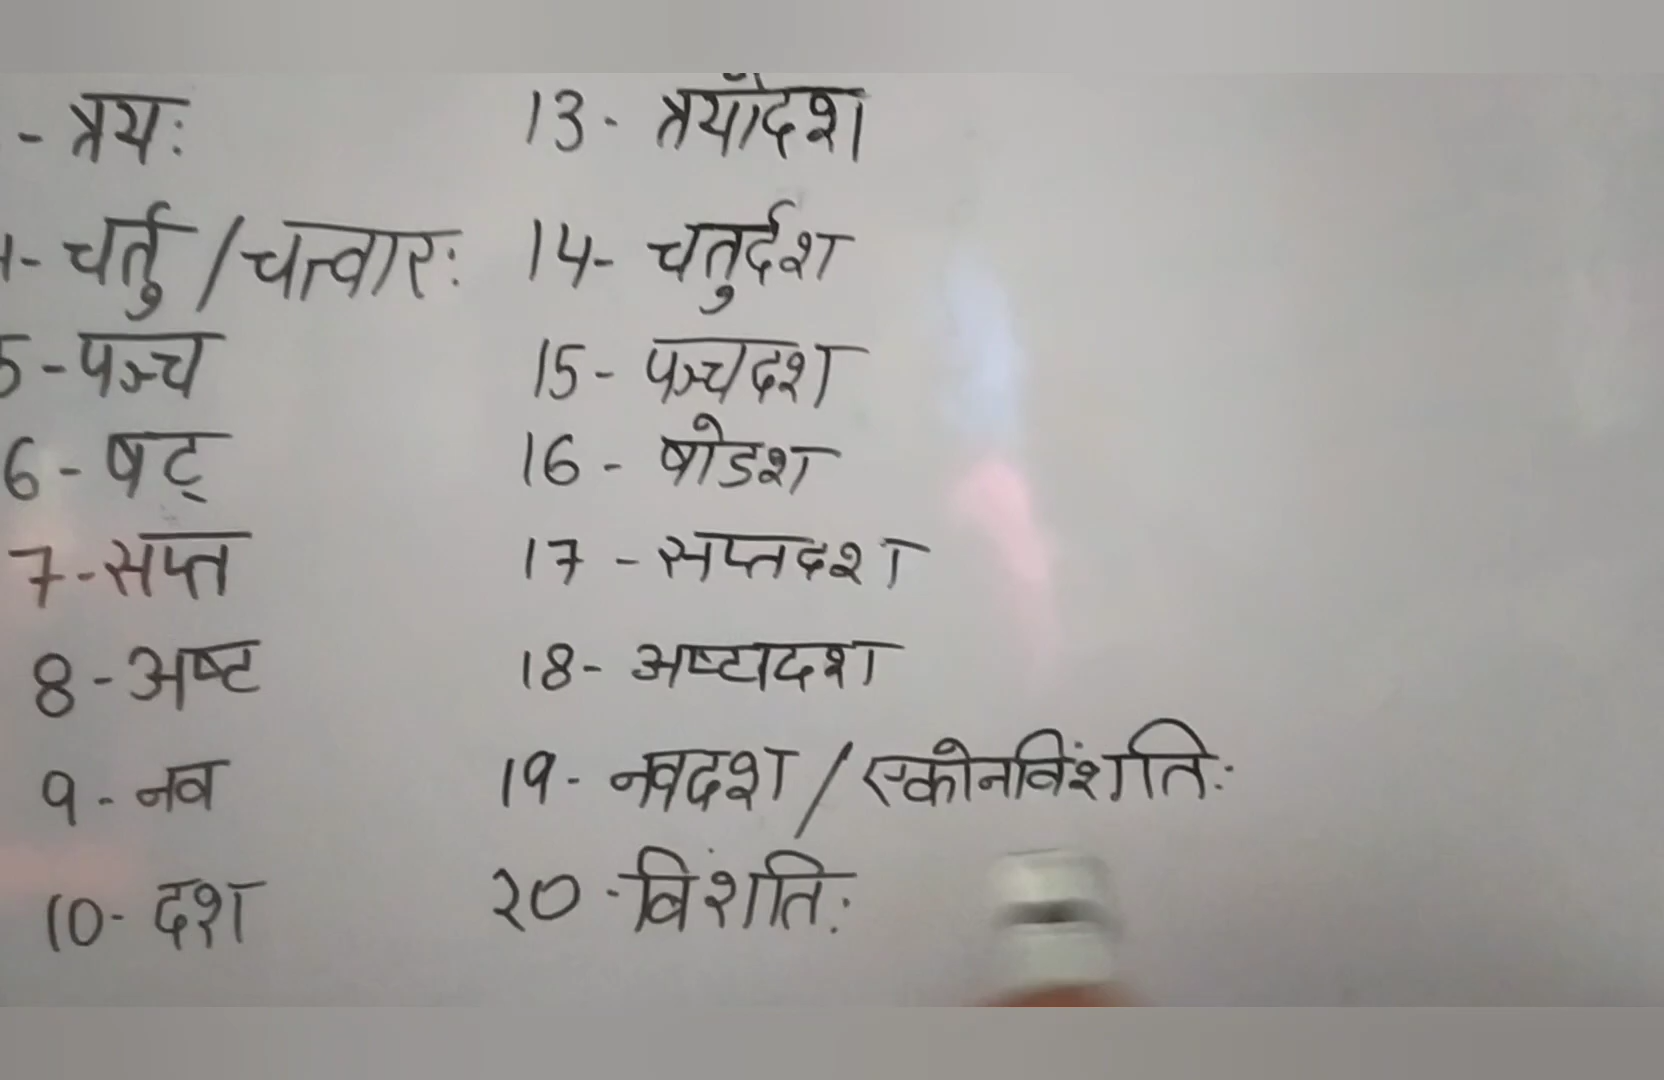 - त्रयः 13- त्रयोदश
4- चर्तु / चत्वारः 14- चतुर्दश
5- पञ्च 15- पञ्चदश
6- षट् 16- षोडश
7- सप्त 17- सप्तदश
8- अष्ट 18- अष्टादश
9- नव 19- नवदश / एकोनविंशतिः
10- दश 20- विंशतिः